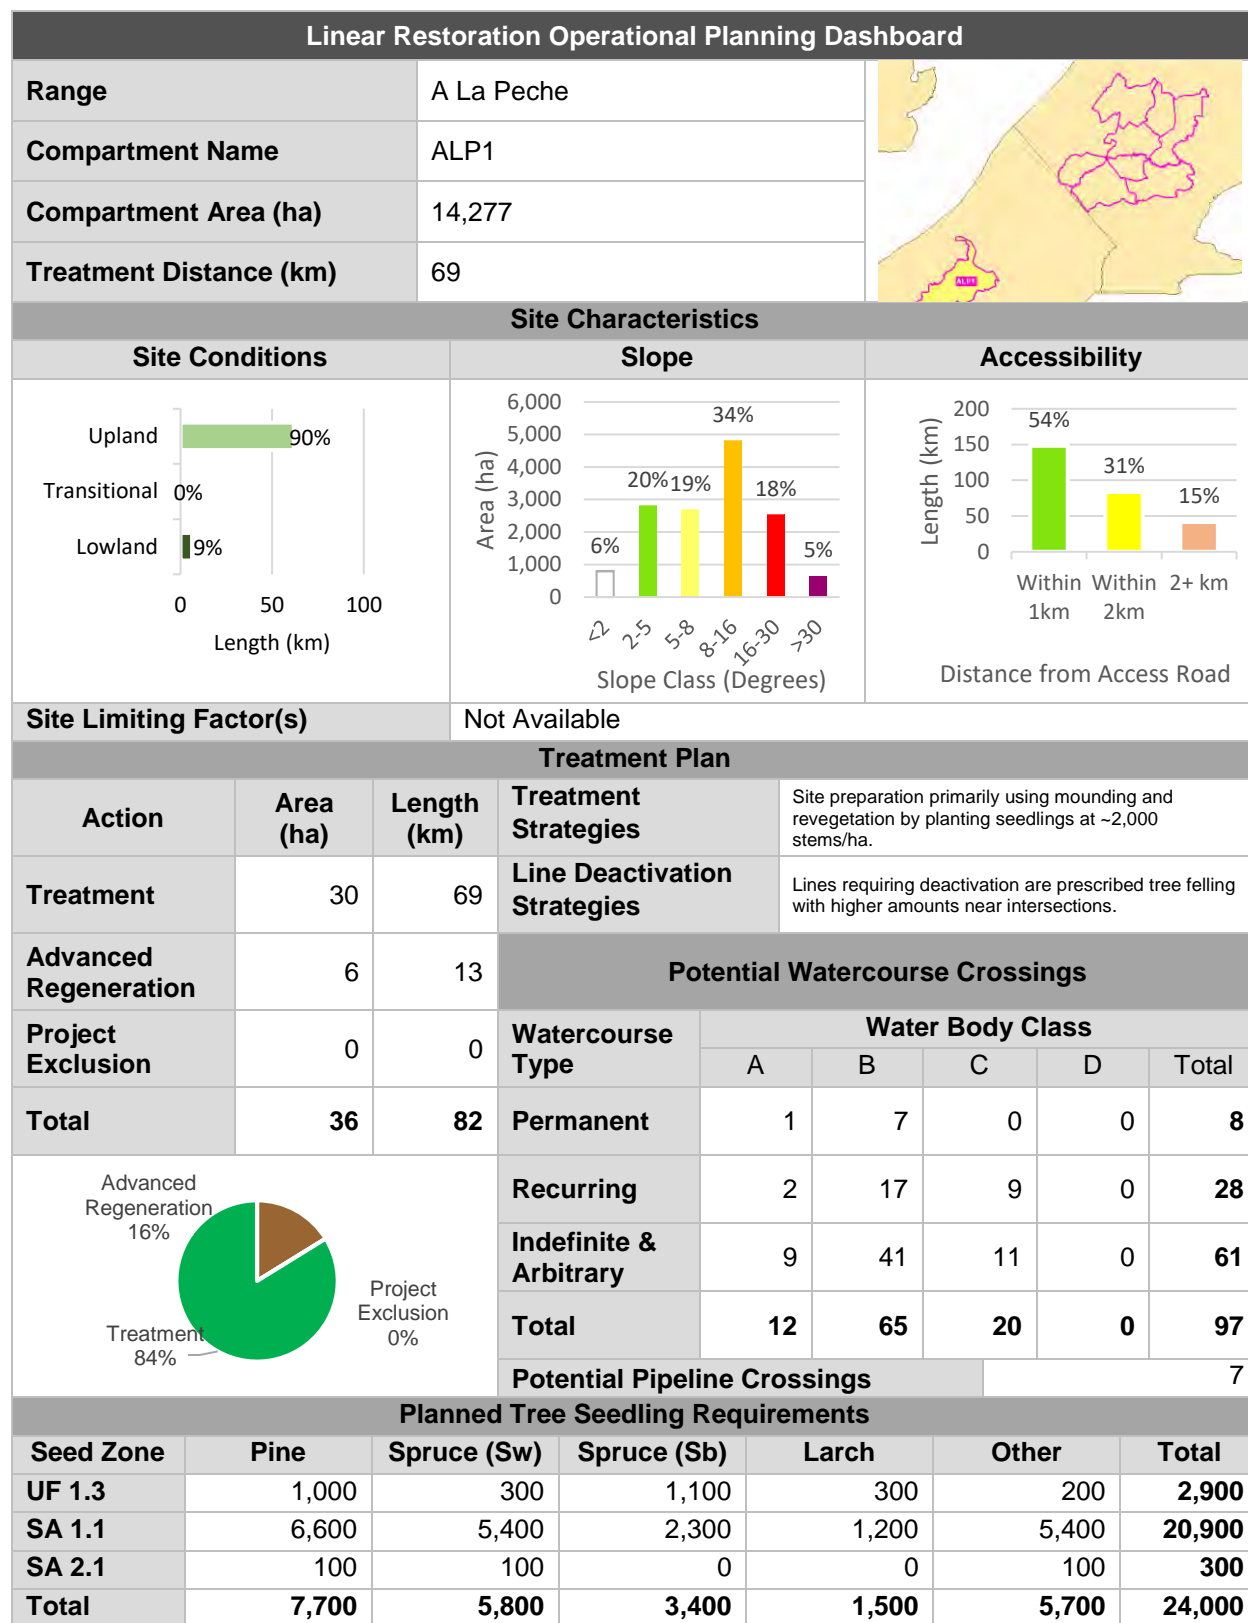 Linear Restoration Operational Planning Dashboard
Range A La Peche
Compartment Name ALP1
Compartment Area (ha) 14,277
Treatment Distance (km) 69
ALP1
Site Characteristics
Site Conditions Slope Accessibility
Upland 90%
Transitional 0%
Lowland 9%
0 50 100
Length (km)
6,000
5,000
4,000
3,000
2,000
1,000
0
Area (ha)
6% 20% 19% 34% 18% 5%
<2 2-5 5-8 8-16 16-30 >30
Slope Class (Degrees)
200
150
100
50
0
Length (km)
54% 31% 15%
Within 1km Within 2km 2+ km
Distance from Access Road
Site Limiting Factor(s) Not Available
Treatment Plan
Action Area (ha) Length (km)
Treatment 30 69
Advanced Regeneration 6 13
Project Exclusion 0 0
Total 36 82
Treatment Strategies
Site preparation primarily using mounding and
revegetation by planting seedlings at ~2,000
stems/ha.
Line Deactivation Strategies
Lines requiring deactivation are prescribed tree felling
with higher amounts near intersections.
Potential Watercourse Crossings
Watercourse Type Water Body Class
A B C D Total
Permanent 1 7 0 0 8
Recurring 2 17 9 0 28
Indefinite & Arbitrary 9 41 11 0 61
Total 12 65 20 0 97
Potential Pipeline Crossings 7
Advanced
Regeneration
16%
Project
Exclusion
0%
Treatment
84%
Planned Tree Seedling Requirements
Seed Zone Pine Spruce (Sw) Spruce (Sb) Larch Other Total
UF 1.3 1,000 300 1,100 300 200 2,900
SA 1.1 6,600 5,400 2,300 1,200 5,400 20,900
SA 2.1 100 100 0 0 100 300
Total 7,700 5,800 3,400 1,500 5,700 24,000